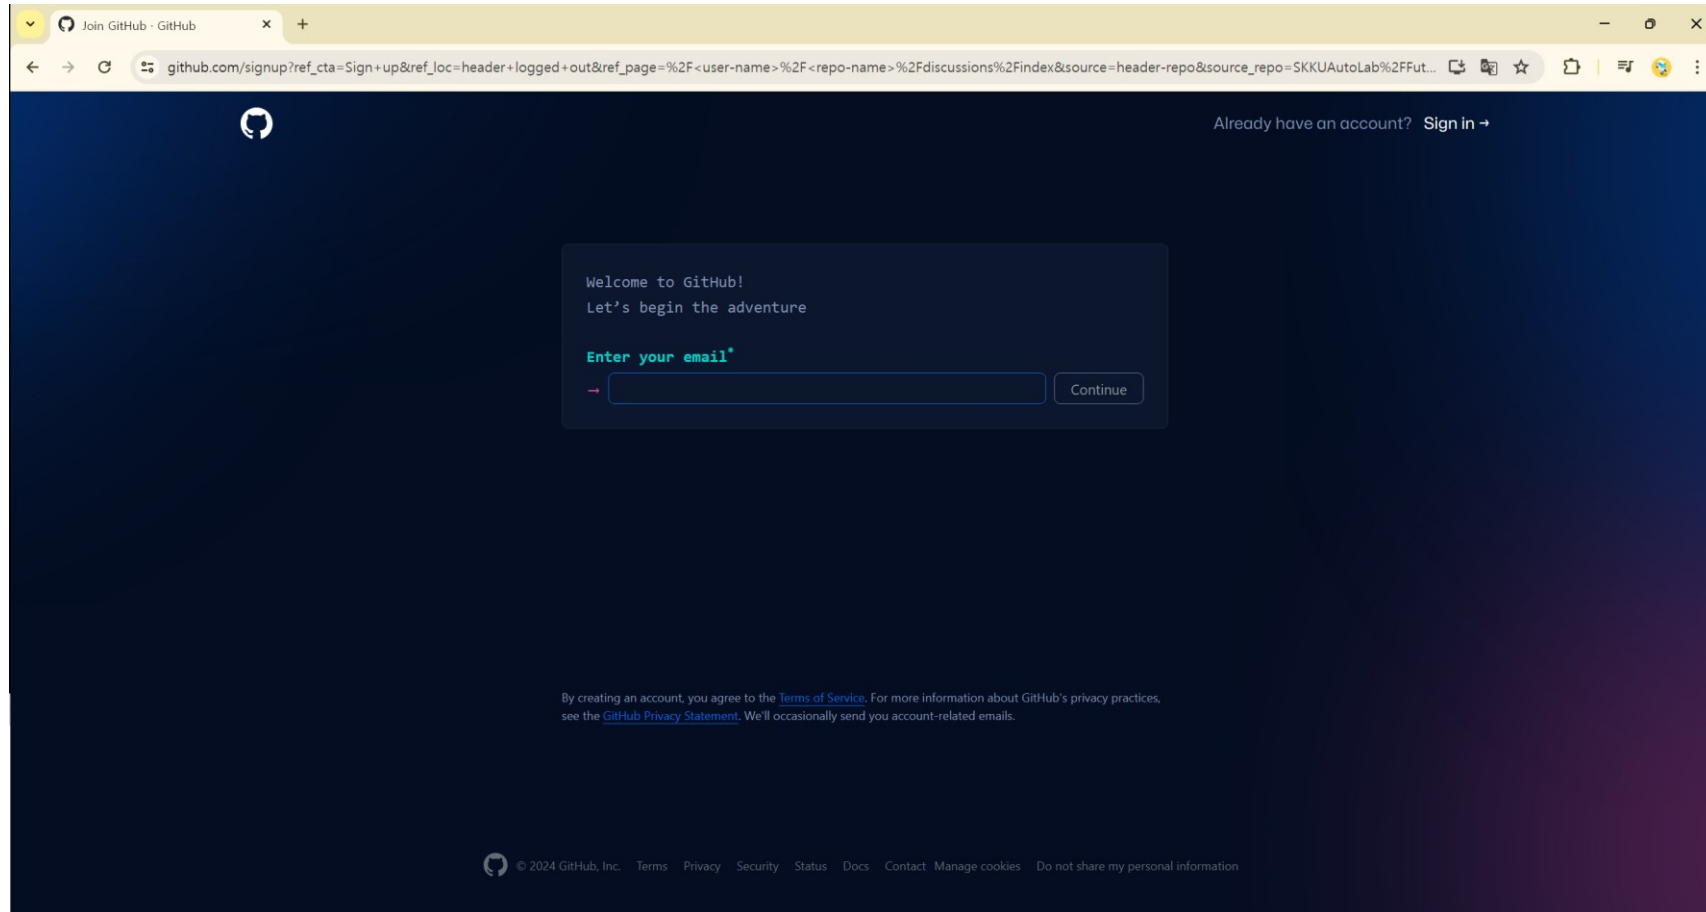 Join GitHub · GitHub
github.com/signup?ref_cta=Sign+up&ref_loc=header+logged+out&ref_page=%2F<user-name>%2F<repo-name>%2Fdiscussions%2Findex&source=header-repo&source_repo=SKKUAutoLab%2FFut...
Already have an account? Sign in →
Welcome to GitHub!
Let’s begin the adventure
Enter your email*
→ Continue
By creating an account, you agree to the Terms of Service. For more information about GitHub's privacy practices,
see the GitHub Privacy Statement. We'll occasionally send you account-related emails.
© 2024 GitHub, Inc. Terms Privacy Security Status Docs Contact Manage cookies Do not share my personal information